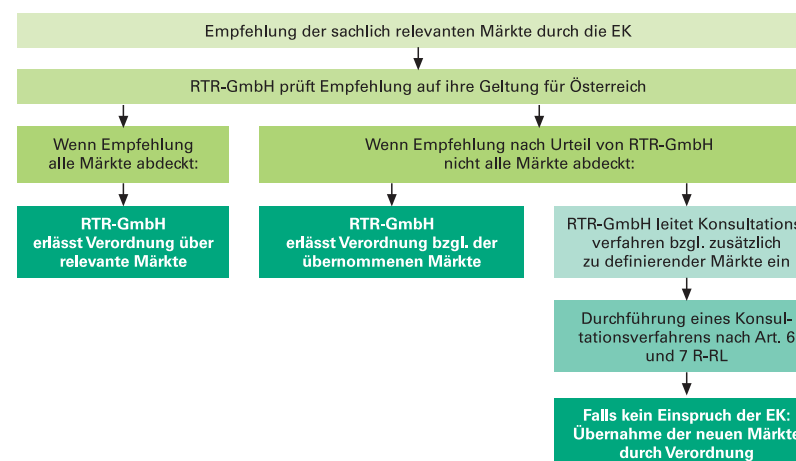 Empfehlung der sachlich relevanten Märkte durch die EK
RTR-GmbH prüft Empfehlung auf ihre Geltung für Österreich
Wenn Empfehlung
alle Märkte abdeckt:
Wenn Empfehlung nach Urteil von RTR-GmbH
nicht alle Märkte abdeckt:
RTR-GmbH
erlässt Verordnung über
relevante Märkte
RTR-GmbH
erlässt Verordnung bzgl. der
übernommenen Märkte
RTR-GmbH leitet Konsultations
verfahren bzgl. zusätzlich
zu definierender Märkte ein
Durchführung eines Konsul-
tationsverfahrens nach Art. 6
und 7 R-RL
Falls kein Einspruch der EK:
Übernahme der neuen Märkte
durch Verordnung